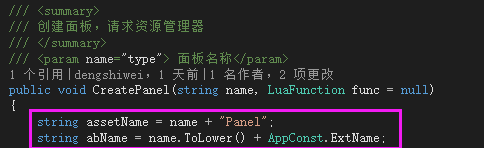 /// <summary>
/// 创建面板，请求资源管理器
/// </summary>
/// <param name="type"> 面板名称</param>
1 个引用|dengshiwei，1 天前|1 名作者，2 项更改
public void CreatePanel(string name, LuaFunction func = null)
{
string assetName = name + "Panel";
string abName = name.ToLower() + AppConst.ExtName;